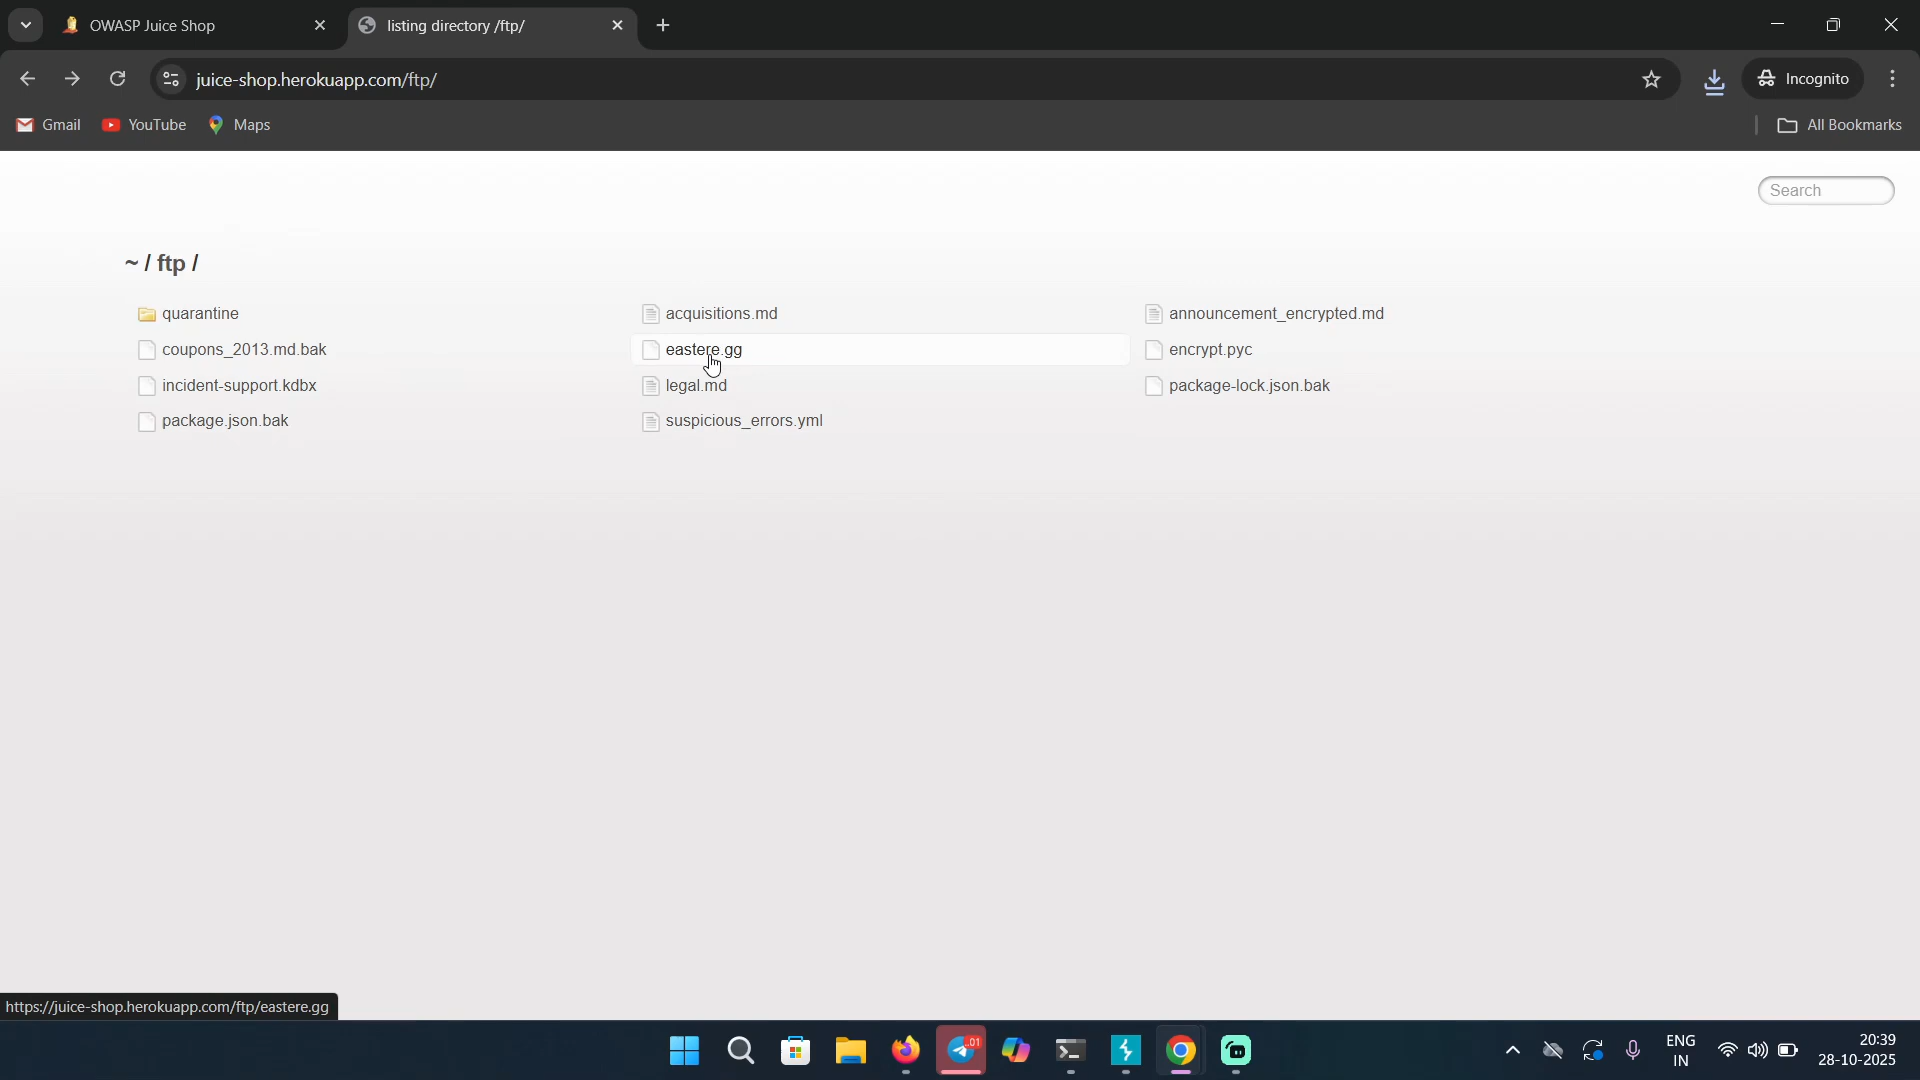 OWASP Juice Shop
listing directory /ftp/
juice-shop.herokuapp.com/ftp/
Incognito
Gmail
YouTube
Maps
All Bookmarks
Search
~ / ftp /
quarantine
acquisitions.md
announcement_encrypted.md
coupons_2013.md.bak
eastere.gg
encrypt.pyc
incident-support.kdbx
legal.md
package-lock.json.bak
package.json.bak
suspicious_errors.yml
https://juice-shop.herokuapp.com/ftp/eastere.gg
.01
ENG
IN
20:39
28-10-2025